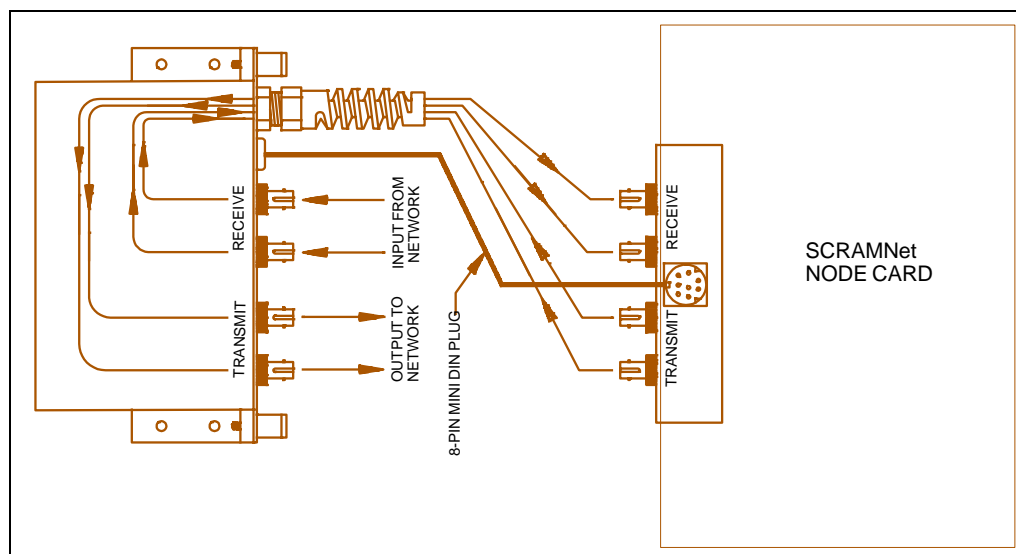 RECEIVE
TRANSMIT
INPUT FROM
NETWORK
OUTPUT TO
NETWORK
8-PIN MINI DIN PLUG
RECEIVE
TRANSMIT
SCRAMNet
NODE CARD